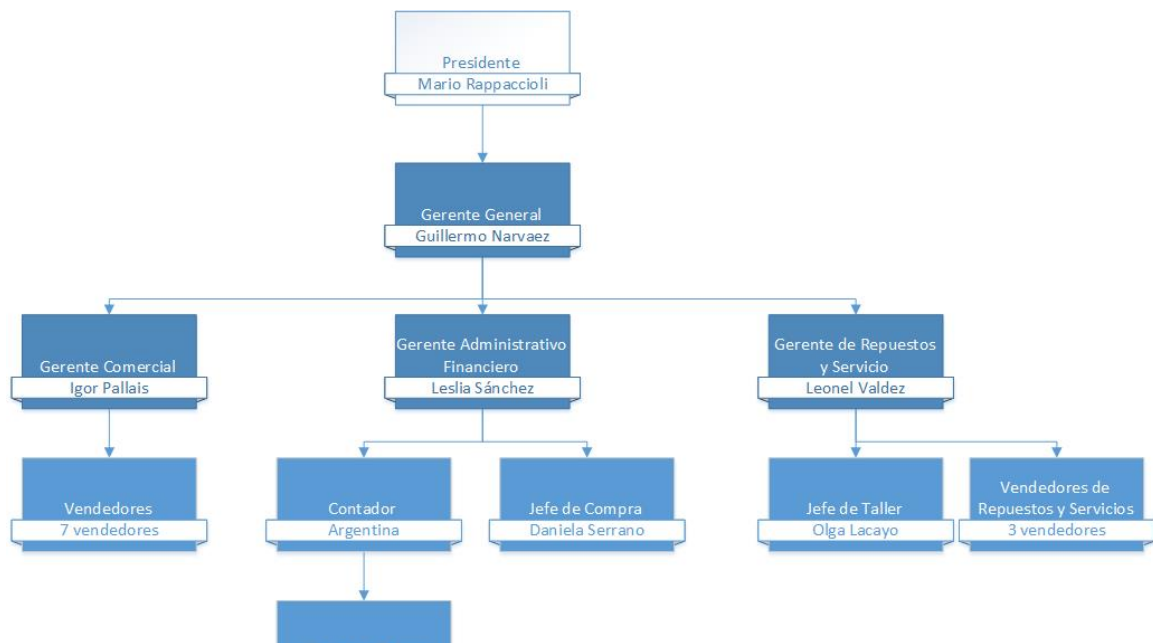 Presidente
Mario Rappaccioli
Gerente General
Guillermo Narvaez
Gerente Comercial
Igor Pallais
Gerente Administrativo
Financiero
Leslia Sánchez
Gerente de Repuestos
y Servicio
Leonel Valdez
Vendedores
7 vendedores
Contador
Argentina
Jefe de Compra
Daniela Serrano
Jefe de Taller
Olga Lacayo
Vendedores de
Repuestos y Servicios
3 vendedores